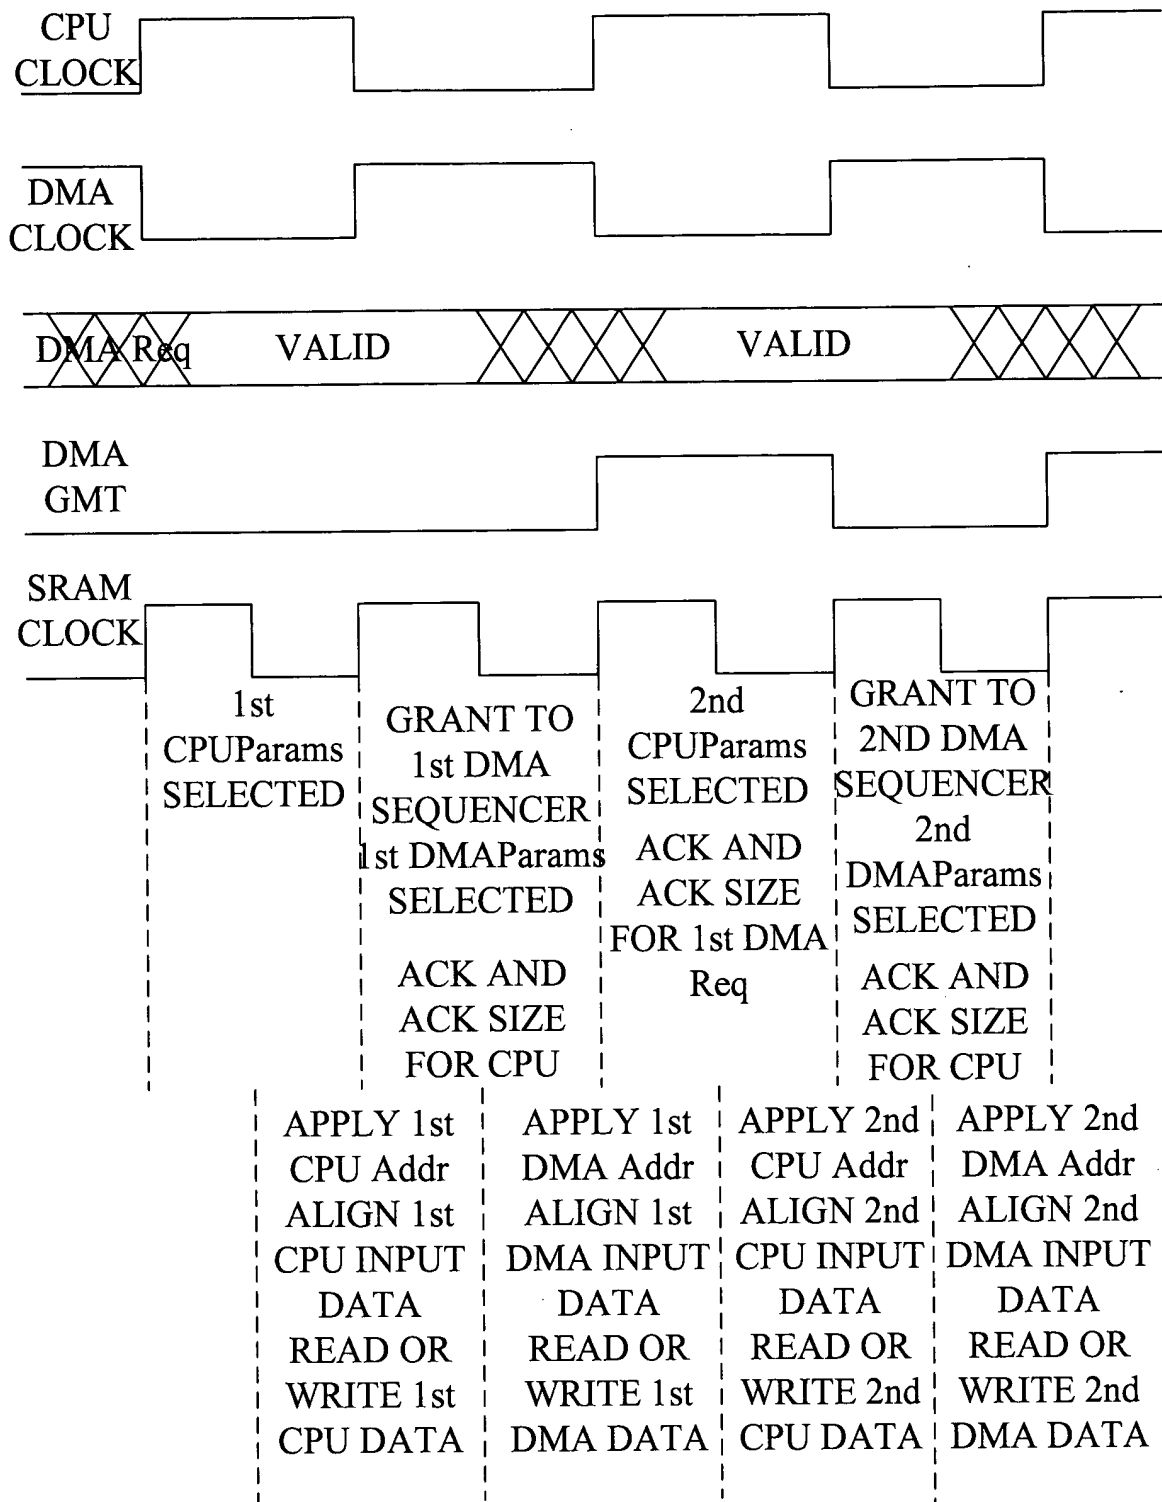 CPU
CLOCK
DMA
CLOCK
DMA Req
VALID
VALID
DMA
GMT
SRAM
CLOCK
1st
CPUParams
SELECTED
GRANT TO
1st DMA
SEQUENCER
1st DMAParams
SELECTED
ACK AND
ACK SIZE
FOR CPU
2nd
CPUParams
SELECTED
ACK AND
ACK SIZE
FOR 1st DMA
Req
GRANT TO
2ND DMA
SEQUENCER
2nd
DMAParams
SELECTED
ACK AND
ACK SIZE
FOR CPU
APPLY 1st
CPU Addr
ALIGN 1st
CPU INPUT
DATA
READ OR
WRITE 1st
CPU DATA
APPLY 1st
DMA Addr
ALIGN 1st
DMA INPUT
DATA
READ OR
WRITE 1st
DMA DATA
APPLY 2nd
CPU Addr
ALIGN 2nd
CPU INPUT
DATA
READ OR
WRITE 2nd
CPU DATA
APPLY 2nd
DMA Addr
ALIGN 2nd
DMA INPUT
DATA
READ OR
WRITE 2nd
DMA DATA